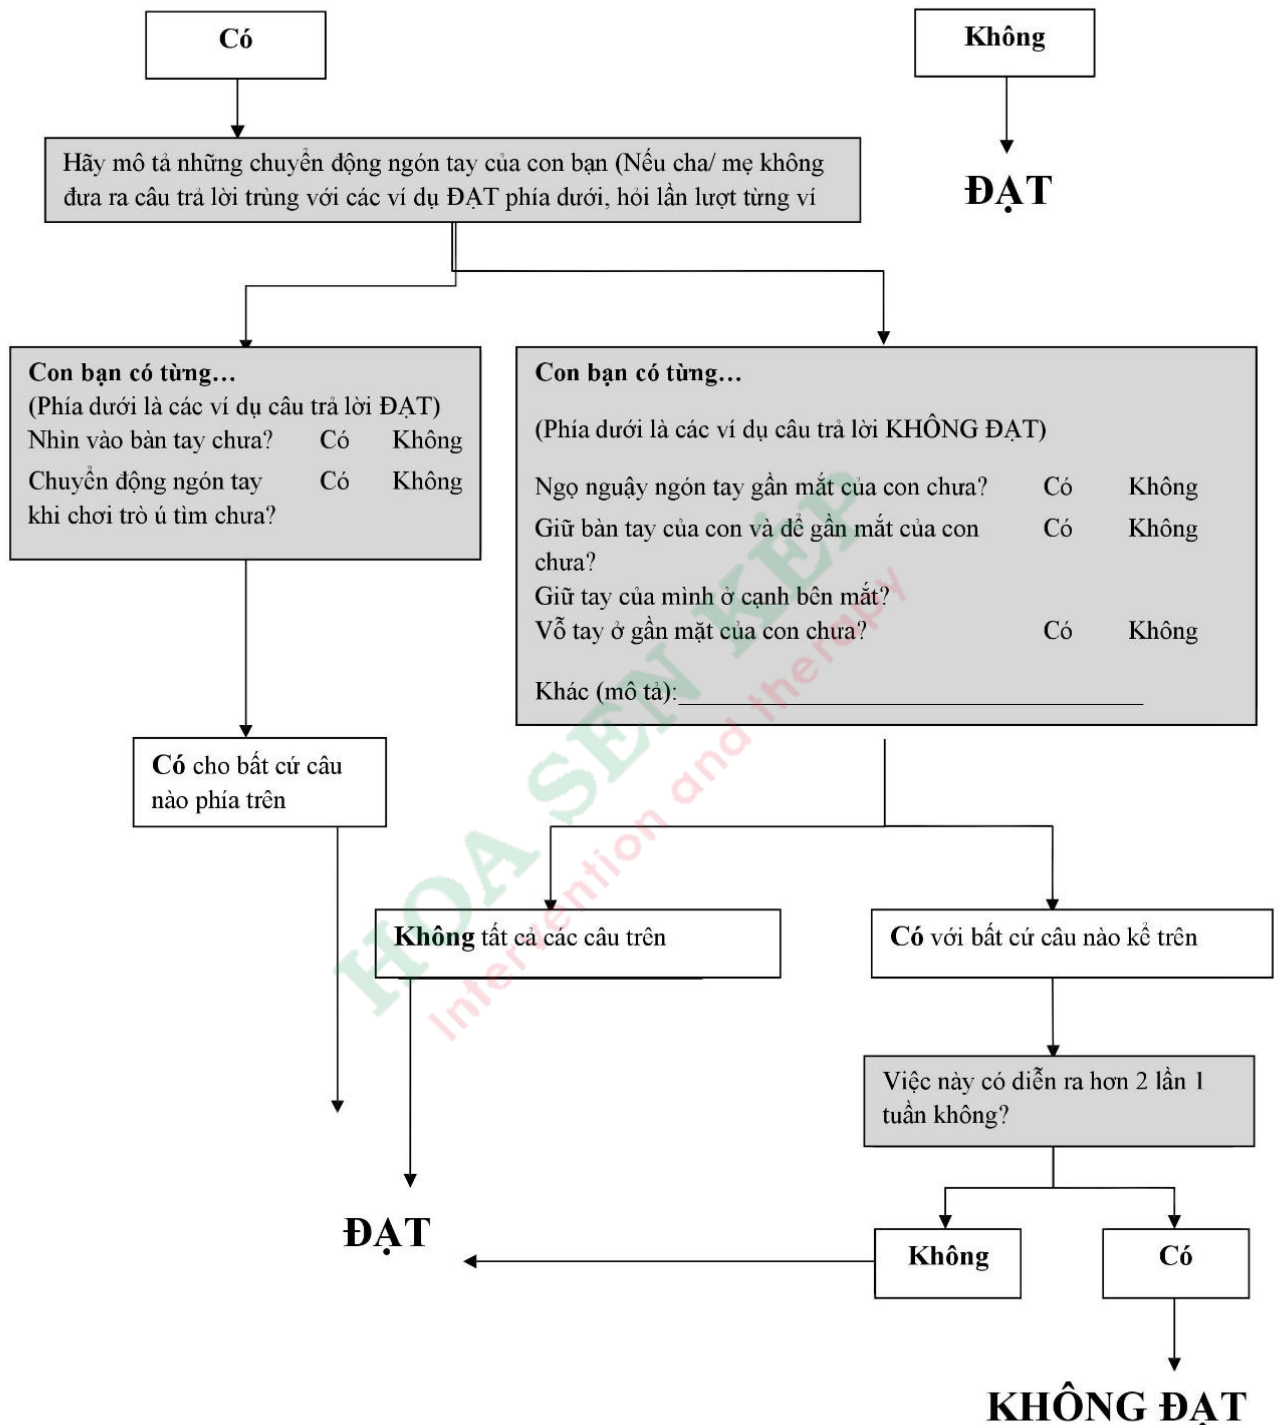 Có
Không
Hãy mô tả những chuyển động ngón tay của con bạn (Nếu cha/ mẹ không
đưa ra câu trả lời trùng với các ví dụ ĐẠT phía dưới, hỏi lần lượt từng ví
ĐẠT
Con bạn có từng…
(Phía dưới là các ví dụ câu trả lời ĐẠT)
Nhìn vào bàn tay chưa? Có Không
Chuyển động ngón tay Có Không
khi chơi trò ú tìm chưa?
Con bạn có từng…
(Phía dưới là các ví dụ câu trả lời KHÔNG ĐẠT)
Ngọ nguậy ngón tay gần mắt của con chưa? Có Không
Giữ bàn tay của con và để gần mắt của con Có Không
chưa?
Giữ tay của mình ở cạnh bên mắt?
Vỗ tay ở gần mặt của con chưa? Có Không
Khác (mô tả):
Có cho bất cứ câu
nào phía trên
Không tất cả các câu trên
Có với bất cứ câu nào kể trên
Việc này có diễn ra hơn 2 lần 1
tuần không?
ĐẠT
Không
Có
KHÔNG ĐẠT
HOA SEN KÉP
Intervention and therapy